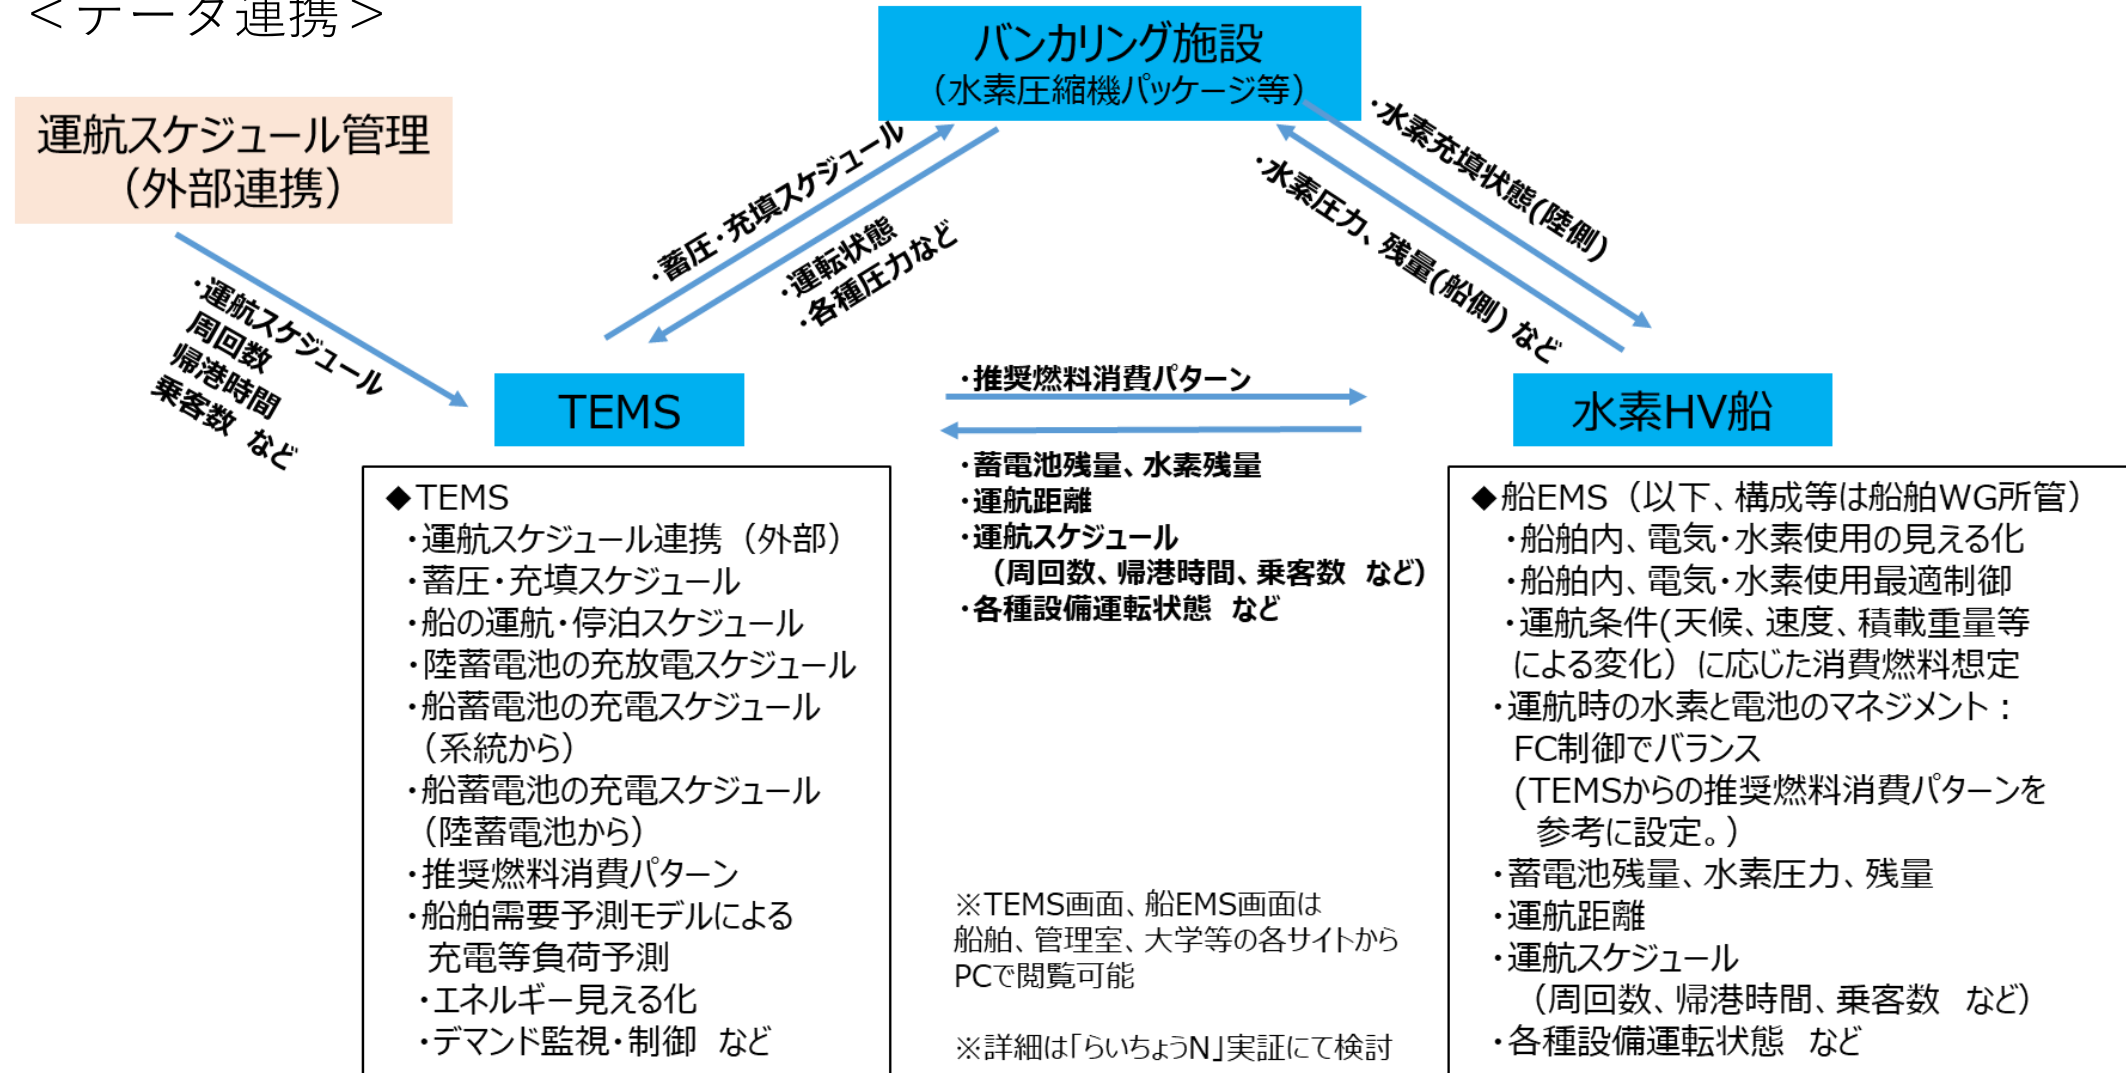 ＜データ連携＞
バンカリング施設
（水素圧縮機パッケージ等）
運航スケジュール管理
（外部連携）
・蓄圧・充填スケジュール
・運転状態
・各種圧力など
・水素充填状態(陸側)
・水素圧力、残量(船側) など
・運航スケジュール
周回数
帰港時間
乗客数 など
TEMS
・推奨燃料消費パターン
水素HV船
・蓄電池残量、水素残量
・運航距離
・運航スケジュール
（周回数、帰港時間、乗客数 など）
・各種設備運転状態 など
◆TEMS
・運航スケジュール連携（外部）
・蓄圧・充填スケジュール
・船の運航・停泊スケジュール
・陸蓄電池の充放電スケジュール
・船蓄電池の充電スケジュール
（系統から）
・船蓄電池の充電スケジュール
（陸蓄電池から）
・推奨燃料消費パターン
・船舶需要予測モデルによる
充電等負荷予測
・エネルギー見える化
・デマンド監視・制御 など
※TEMS画面、船EMS画面は
船舶、管理室、大学等の各サイトから
PCで閲覧可能
※詳細は「らいちょうN」実証にて検討
◆船EMS（以下、構成等は船舶WG所管）
・船舶内、電気・水素使用の見える化
・船舶内、電気・水素使用最適制御
・運航条件(天候、速度、積載重量等
による変化）に応じた消費燃料想定
・運航時の水素と電池のマネジメント：
FC制御でバランス
(TEMSからの推奨燃料消費パターンを
参考に設定。）
・蓄電池残量、水素圧力、残量
・運航距離
・運航スケジュール
（周回数、帰港時間、乗客数 など）
・各種設備運転状態 など